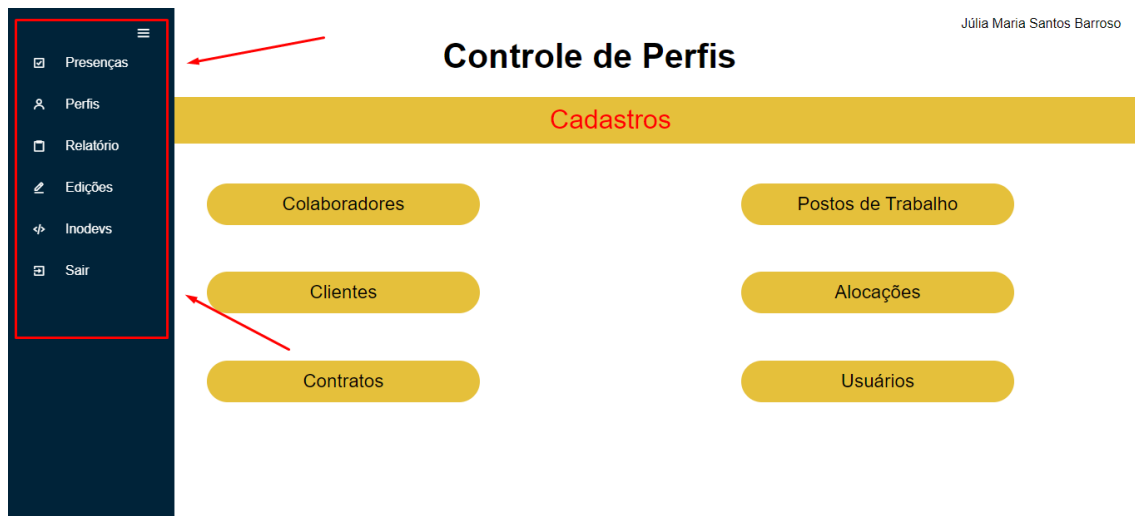 Júlia Maria Santos Barroso
Controle de Perfis
Presenças
Perfis
Relatório
Edições
Inodevs
Sair
Cadastros
Colaboradores
Postos de Trabalho
Clientes
Alocações
Contratos
Usuários